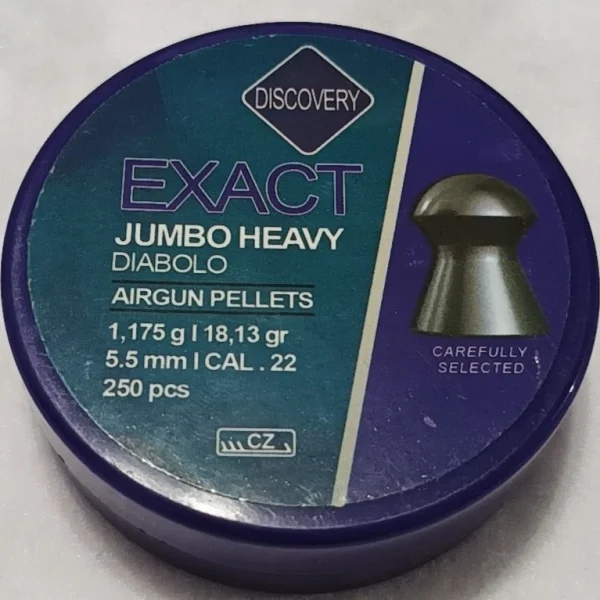 DISCOVERY
EXACT
JUMBO HEAVY
DIABOLO
AIRGUN PELLETS
1,175 g | 18,13 gr
5.5 mm | CAL . 22
250 pcs
CZ
CAREFULLY
SELECTED